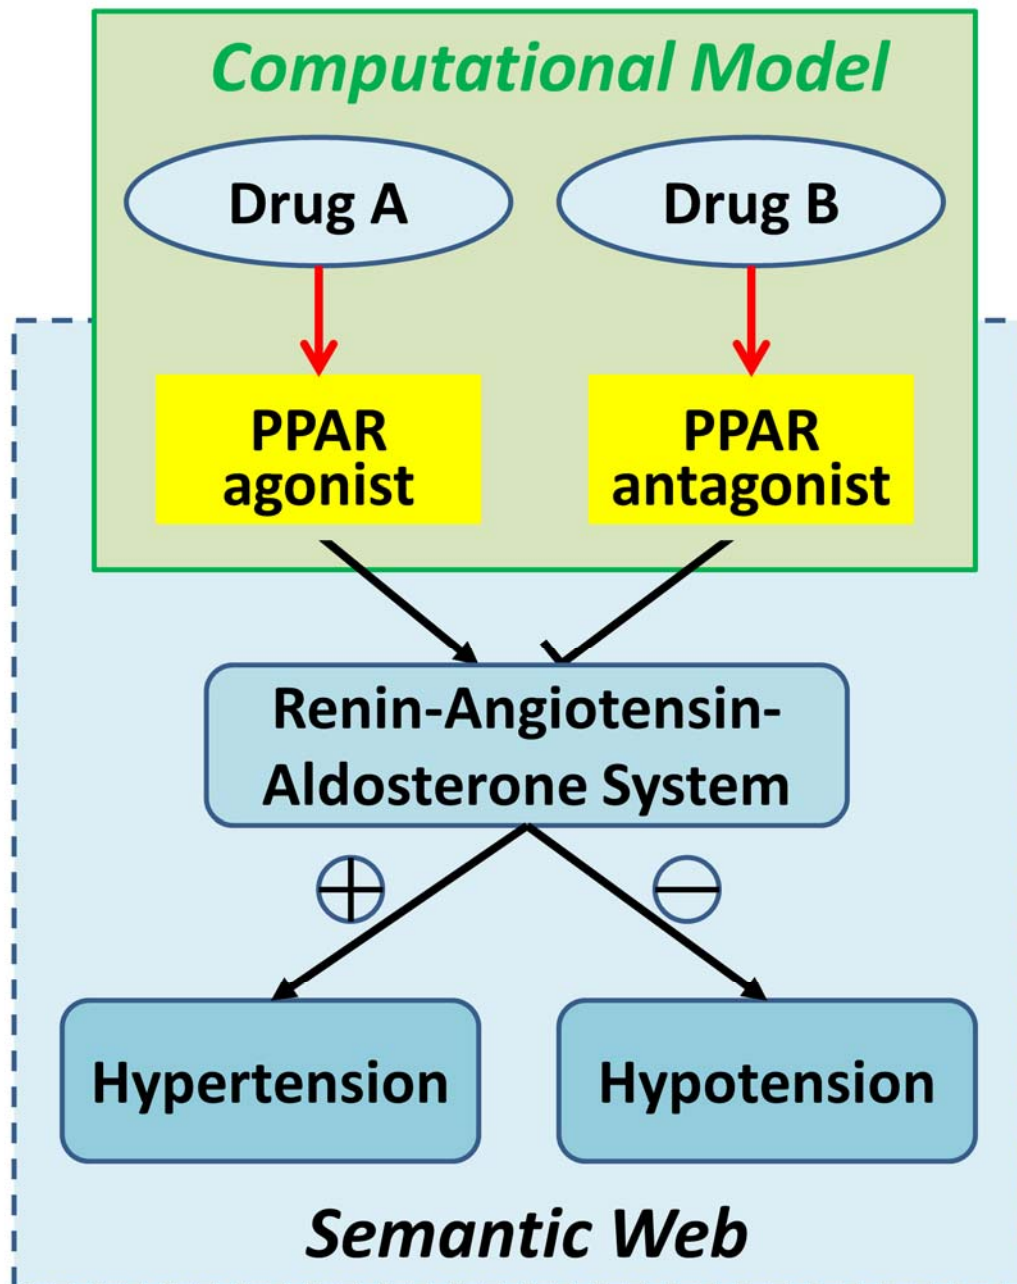 Computational Model
Drug A
Drug B
PPAR
agonist
PPAR
antagonist
Renin-Angiotensin-
Aldosterone System
Hypertension
Hypotension
Semantic Web